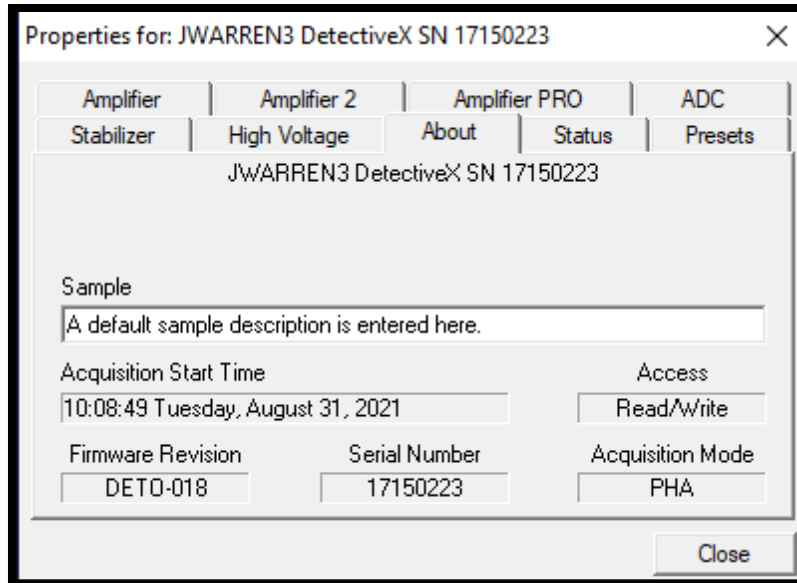 Properties for: JWARREN3 DetectiveX SN 17150223
Amplifier Amplifier 2 Amplifier PRO ADC
Stabilizer High Voltage About Status Presets
JWARREN3 DetectiveX SN 17150223
Sample
A default sample description is entered here.
Acquisition Start Time Access
10:08:49 Tuesday, August 31, 2021 Read/Write
Firmware Revision Serial Number Acquisition Mode
DETO-018 17150223 PHA
Close